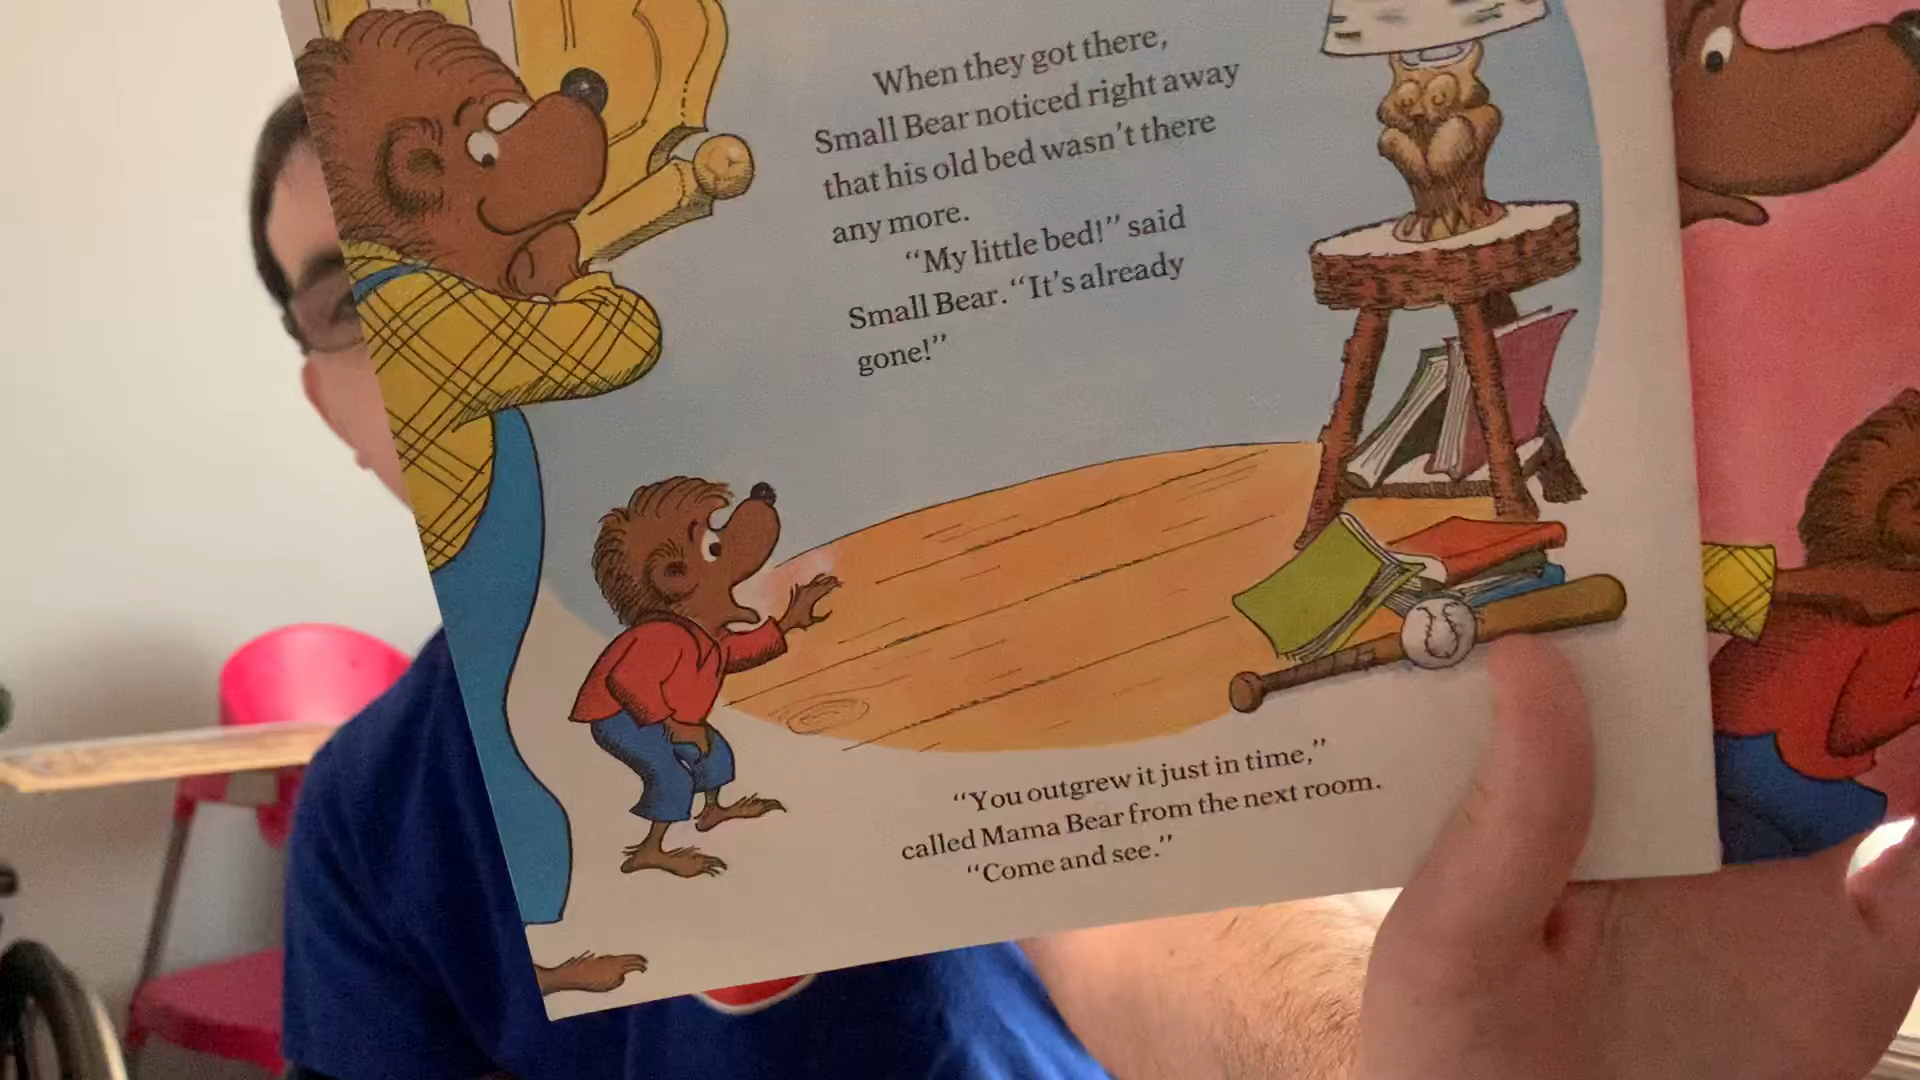 When they got there,
Small Bear noticed right away
that his old bed wasn't there
any more.
"My little bed!" said
Small Bear. "It's already
gone!"
"You outgrew it just in time,"
called Mama Bear from the next room.
"Come and see."